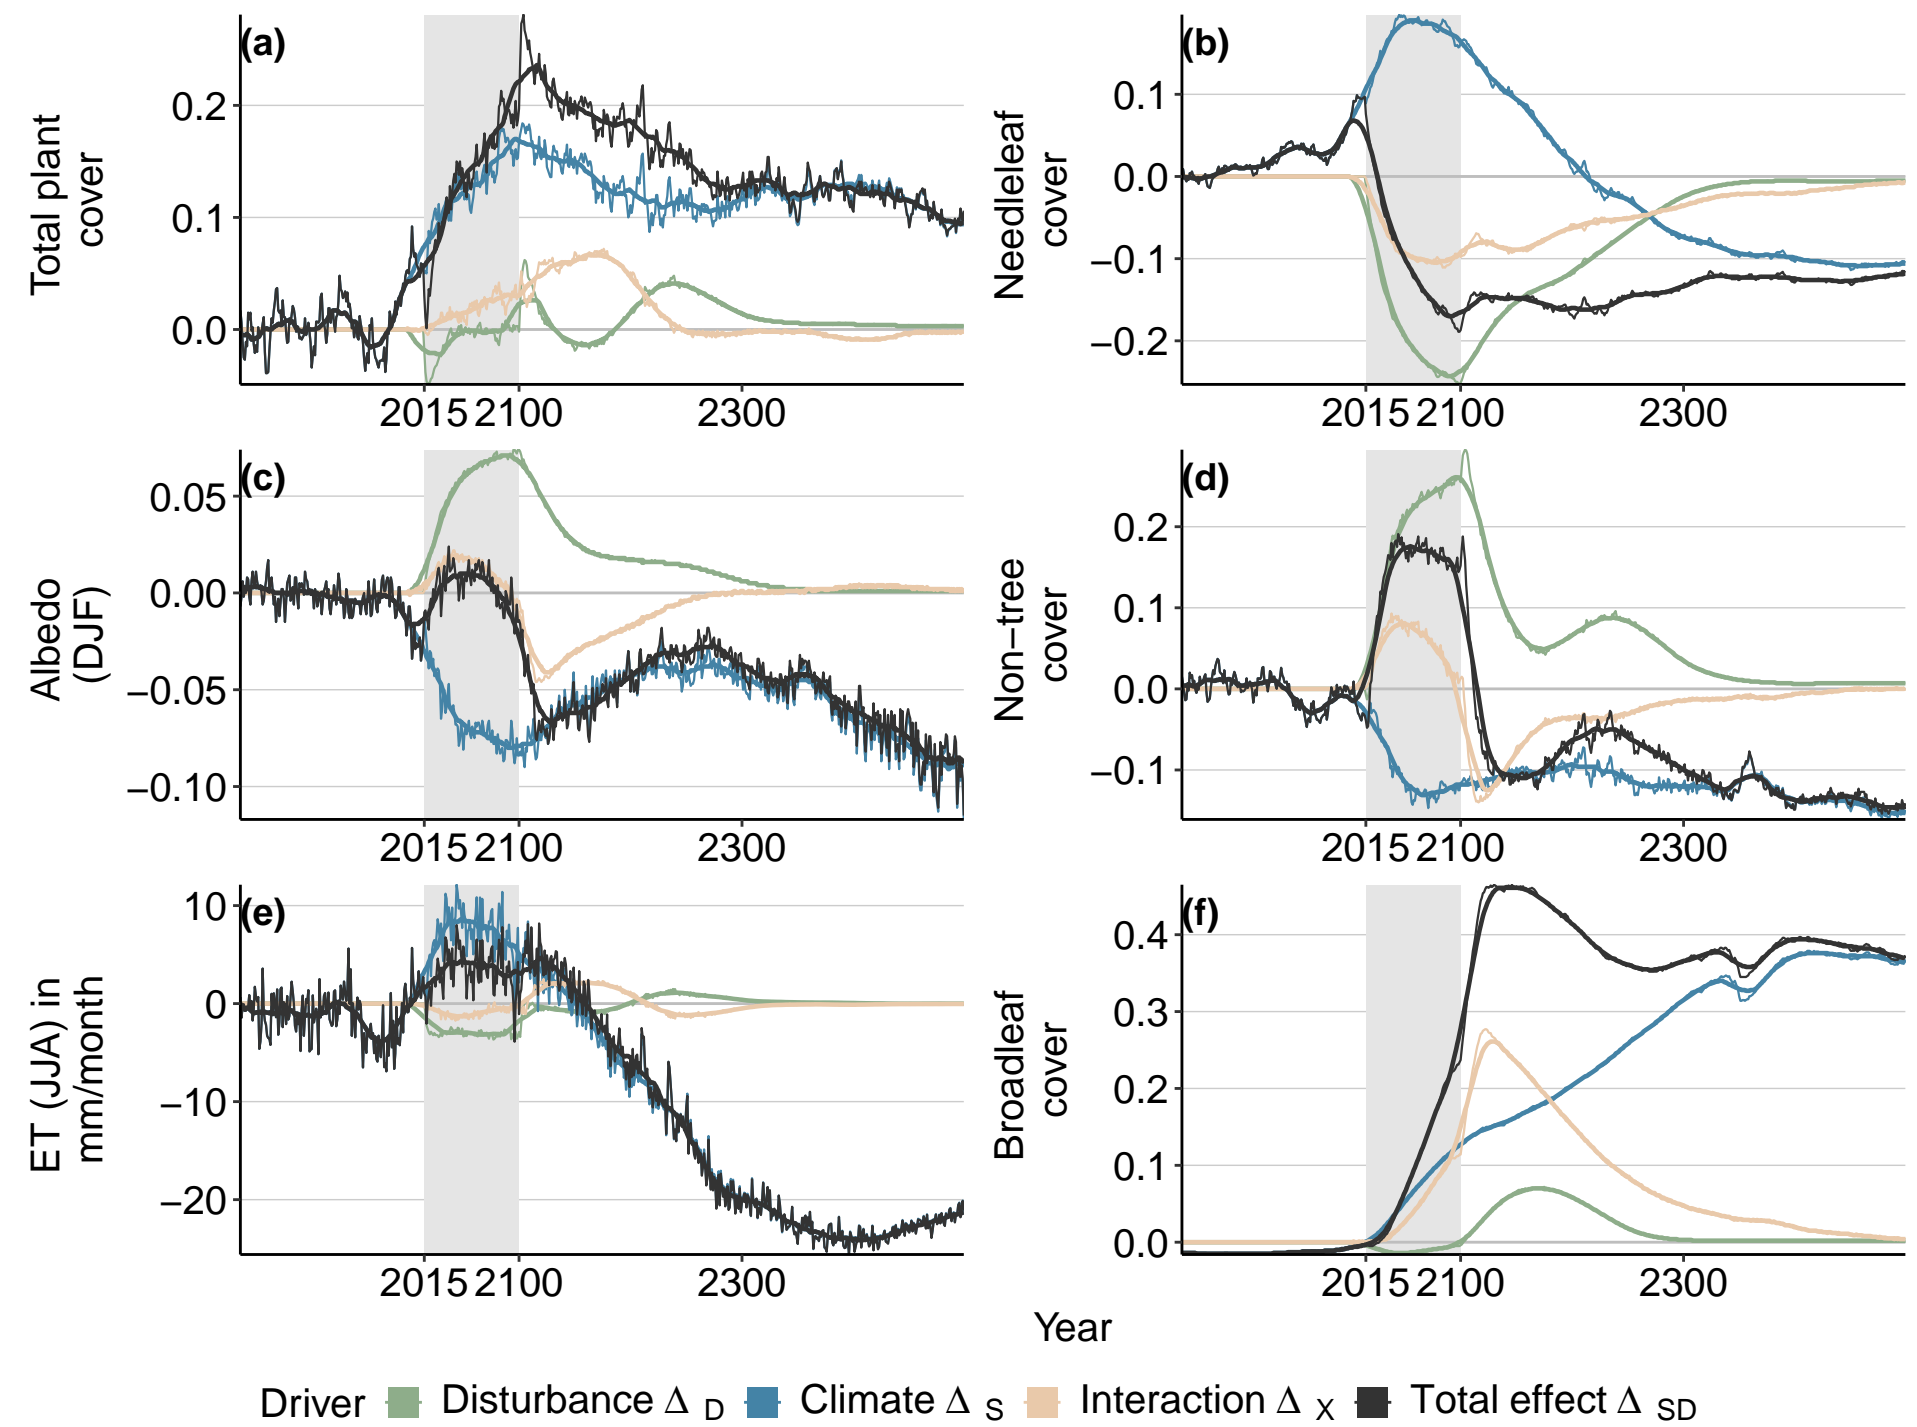 (a)
Total plant
cover
0.2
0.1
0.0
2015 2100 2300
(b)
Needleleaf
cover
0.1
0.0
−0.1
−0.2
2015 2100 2300
(c)
Albedo
(DJF)
0.05
0.00
−0.05
−0.10
2015 2100 2300
(d)
Non−tree
cover
0.2
0.1
0.0
−0.1
2015 2100 2300
(e)
ET (JJA) in
mm/month
10
0
−10
−20
2015 2100 2300
(f)
Broadleaf
cover
0.4
0.3
0.2
0.1
0.0
2015 2100 2300
Year
Driver Disturbance Δ D Climate Δ S Interaction Δ X Total effect Δ SD